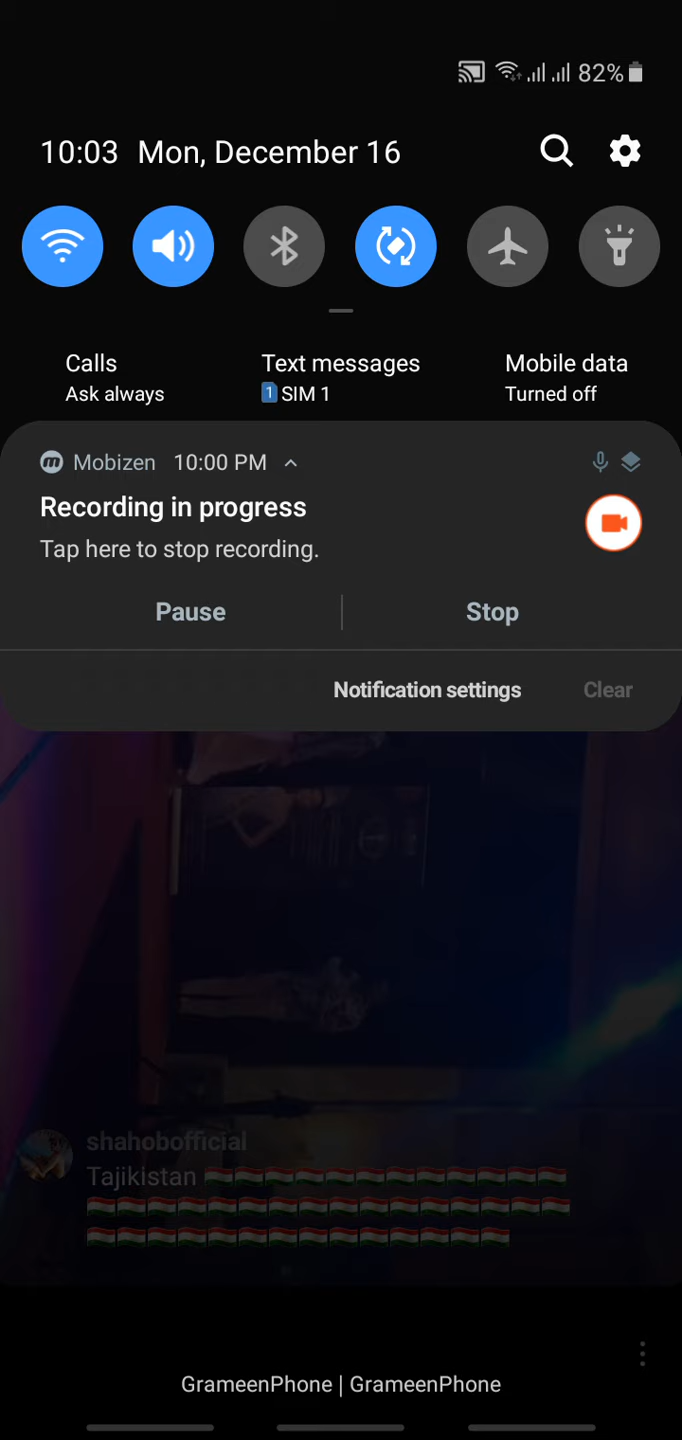 82%
10:03 Mon, December 16
Calls Text messages Mobile data
Ask always 1 SIM 1 Turned off
Mobizen 10:00 PM
Recording in progress
Tap here to stop recording.
Pause Stop
Notification settings Clear
shahobofficial
Tajikistan 🇹🇯🇹🇯🇹🇯🇹🇯🇹🇯🇹🇯🇹🇯🇹🇯🇹🇯🇹🇯🇹🇯🇹🇯
🇹🇯🇹🇯🇹🇯🇹🇯🇹🇯🇹🇯🇹🇯🇹🇯🇹🇯🇹🇯🇹🇯🇹🇯🇹🇯🇹🇯🇹🇯🇹🇯
🇹🇯🇹🇯🇹🇯🇹🇯🇹🇯🇹🇯🇹🇯🇹🇯🇹🇯🇹🇯🇹🇯🇹🇯🇹🇯🇹🇯
GrameenPhone | GrameenPhone